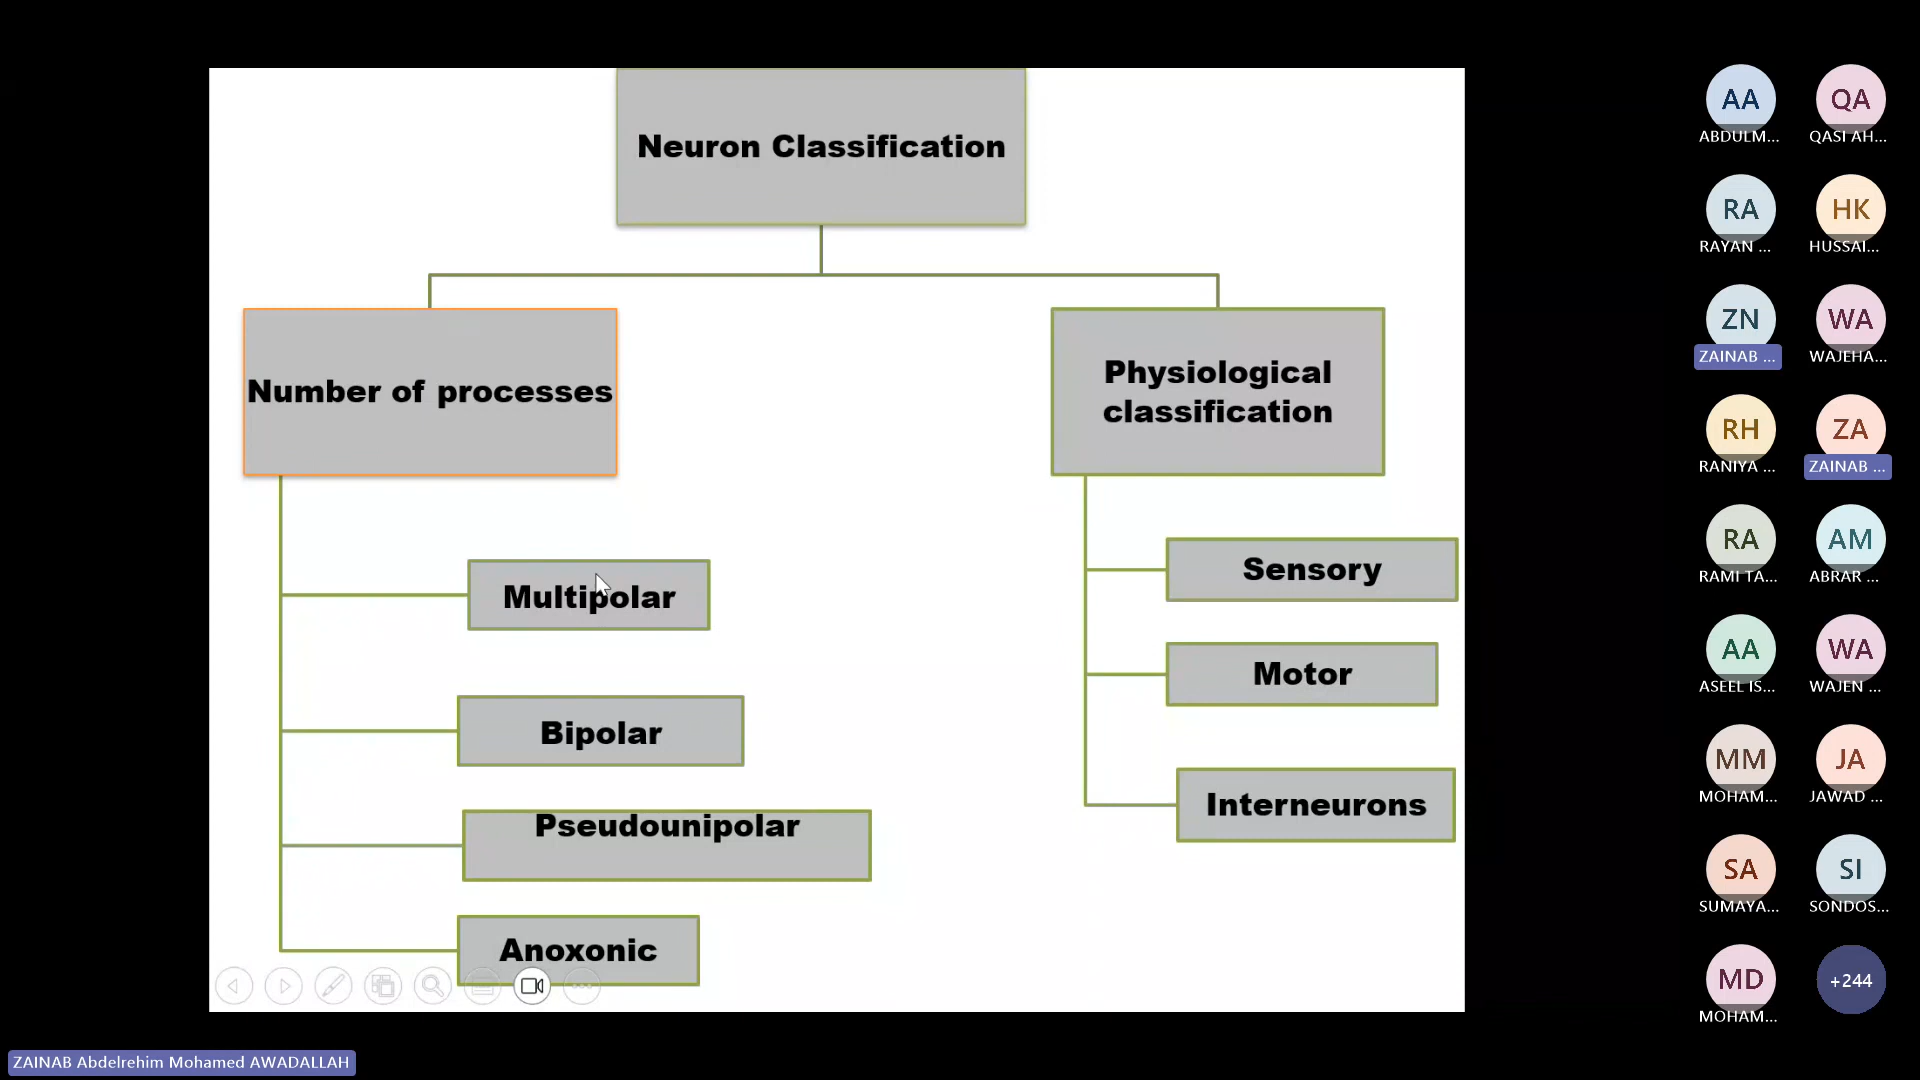 Neuron Classification
Number of processes
Physiological
classification
Multipolar
Bipolar
Pseudounipolar
Anoxonic
Sensory
Motor
Interneurons
AA
ABDULM...
QA
QASI AH...
RA
RAYAN ...
HK
HUSSAI...
ZN
ZAINAB ...
WA
WAJEHA...
RH
RANIYA ...
ZA
ZAINAB ...
RA
RAMI TA...
AM
ABRAR ...
AA
ASEEL IS...
WA
WAJEN ...
MM
MOHAM...
JA
JAWAD ...
SA
SUMAYA...
SI
SONDOS...
MD
MOHAM...
+244
ZAINAB Abdelrehim Mohamed AWADALLAH